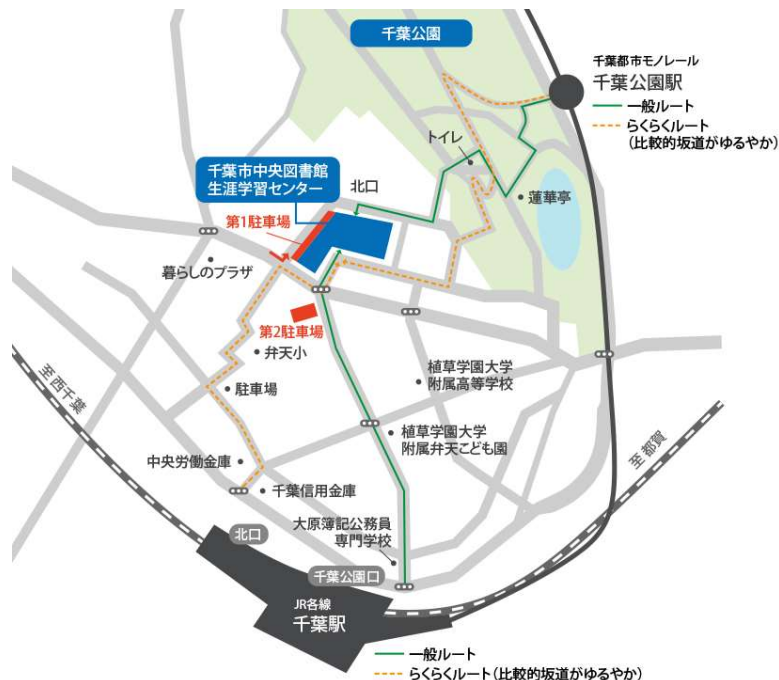 千葉公園
千葉都市モノレール
千葉公園駅
一般ルート
らくらくルート
(比較的坂道がゆるやか)
トイレ
千葉市中央図書館
生涯学習センター
北口
蓮華亭
第1駐車場
暮らしのプラザ
第2駐車場
弁天小
植草学園大学
附属高等学校
至西千葉
駐車場
植草学園大学
附属弁天こども園
至都賀
中央労働金庫
千葉信用金庫
大原簿記公務員
専門学校
北口
千葉公園口
JR各線
千葉駅
一般ルート
らくらくルート(比較的坂道がゆるやか)